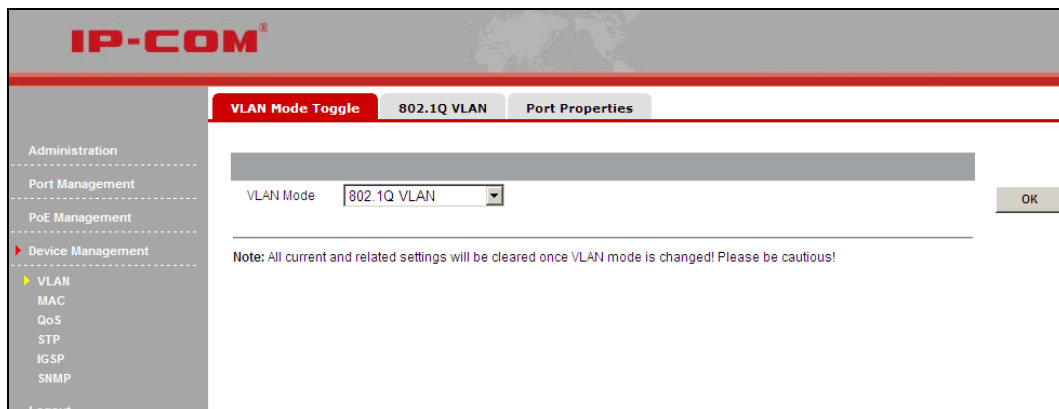 IP-COM®
VLAN Mode Toggle 802.1Q VLAN Port Properties
Administration
Port Management
PoE Management
Device Management
VLAN
MAC
QoS
STP
IGSP
SNMP
Logout
VLAN Mode 802.1Q VLAN
OK
Note: All current and related settings will be cleared once VLAN mode is changed! Please be cautious!